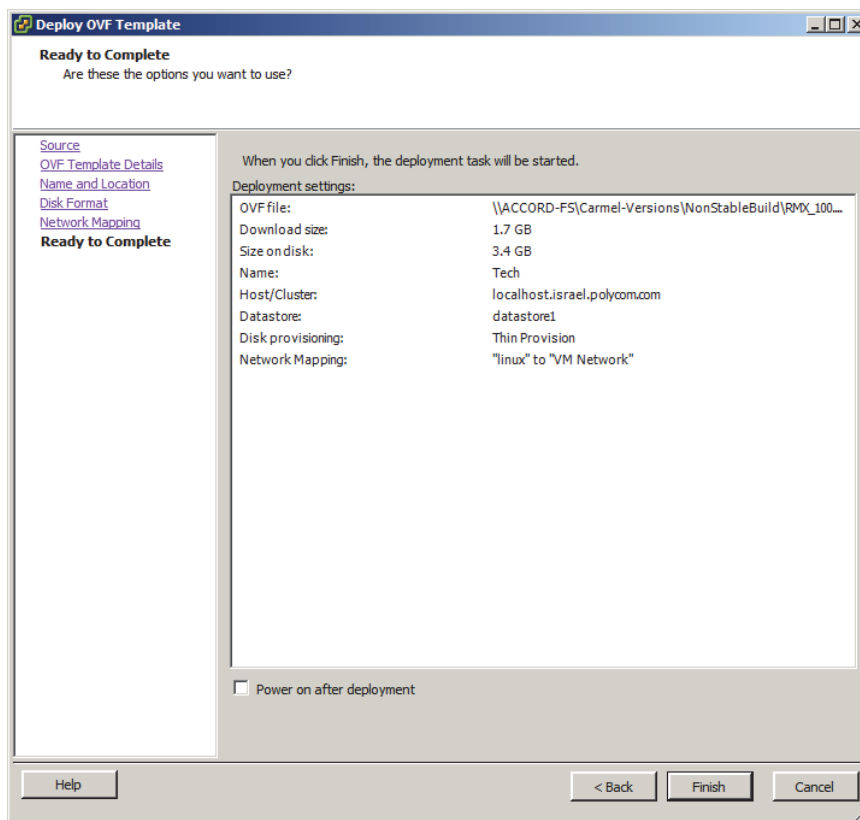 Deploy OVF Template
Ready to Complete
Are these the options you want to use?
Source
OVF Template Details
Name and Location
Disk Format
Network Mapping
Ready to Complete
When you click Finish, the deployment task will be started.
Deployment settings:
OVF file: \\ACCORD-FS\Carmel-Versions\NonStableBuild\RMX_100....
Download size: 1.7 GB
Size on disk: 3.4 GB
Name: Tech
Host/Cluster: localhost.israel.polycom.com
Datastore: datastore1
Disk provisioning: Thin Provision
Network Mapping: "linux" to "VM Network"
Power on after deployment
Help < Back Finish Cancel